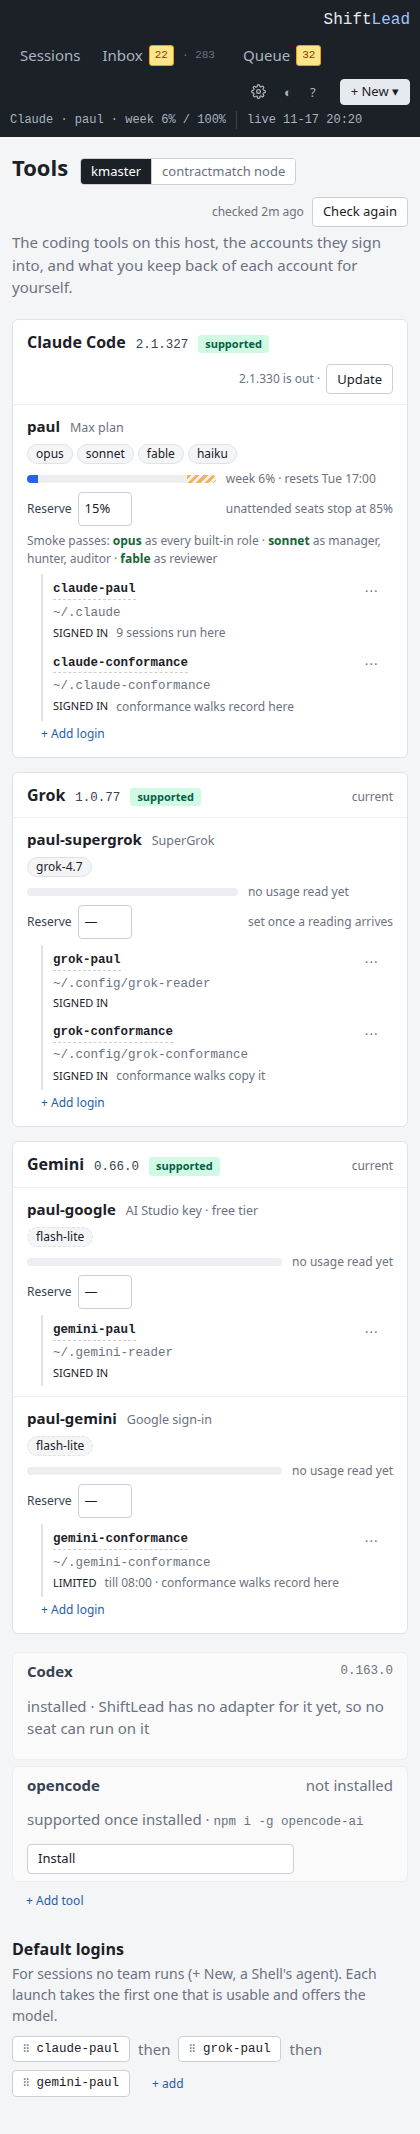 ShiftLead
Sessions Inbox 22 · 283 Queue 32
? + New ▾
Claude · paul · week 6% / 100% live 11-17 20:20
Tools kmaster contractmatch node
checked 2m ago Check again
The coding tools on this host, the accounts they sign
into, and what you keep back of each account for
yourself.
Claude Code 2.1.327 supported
2.1.330 is out · Update
paul Max plan
opus sonnet fable haiku
week 6% · resets Tue 17:00
Reserve 15% unattended seats stop at 85%
Smoke passes: opus as every built-in role · sonnet as manager,
hunter, auditor · fable as reviewer
claude-paul ...
~/.claude
SIGNED IN 9 sessions run here
claude-conformance ...
~/.claude-conformance
SIGNED IN conformance walks record here
+ Add login
Grok 1.0.77 supported current
paul-supergrok SuperGrok
grok-4.7
no usage read yet
Reserve — set once a reading arrives
grok-paul ...
~/.config/grok-reader
SIGNED IN
grok-conformance ...
~/.config/grok-conformance
SIGNED IN conformance walks copy it
+ Add login
Gemini 0.66.0 supported current
paul-google AI Studio key · free tier
flash-lite
no usage read yet
Reserve —
gemini-paul ...
~/.gemini-reader
SIGNED IN
paul-gemini Google sign-in
flash-lite
no usage read yet
Reserve —
gemini-conformance ...
~/.gemini-conformance
LIMITED till 08:00 · conformance walks record here
+ Add login
Codex 0.163.0
installed · ShiftLead has no adapter for it yet, so no
seat can run on it
opencode not installed
supported once installed · npm i -g opencode-ai
Install
+ Add tool
Default logins
For sessions no team runs (+ New, a Shell's agent). Each
launch takes the first one that is usable and offers the
model.
⠿ claude-paul then ⠿ grok-paul then
⠿ gemini-paul + add